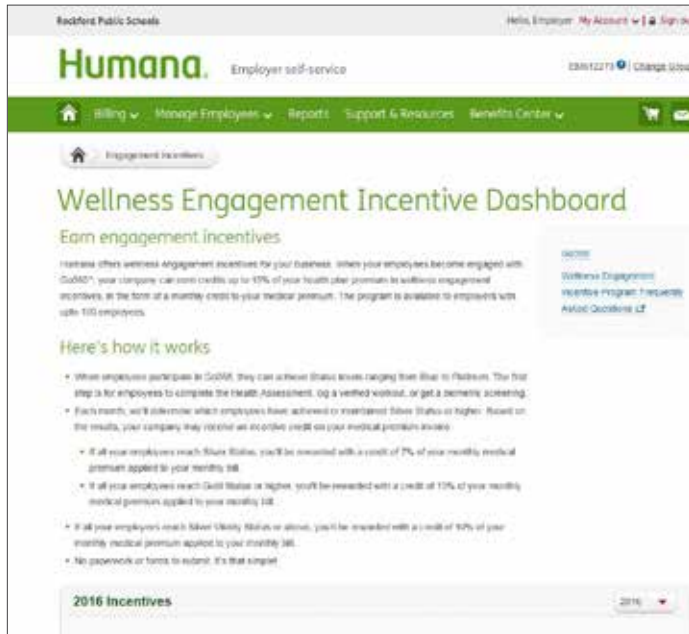 Rockford Public Schools
Hello, Employer My Account | Sign ou
Humana. Employer self-service
Change Grou
Billing Manage Employees Reports Support & Resources Benefits Center
Engagement Incentives
Wellness Engagement Incentive Dashboard
Earn engagement incentives
Humana offers wellness engagement incentives for your business. When your employees become engaged with
Go365™, your company can earn credits up to of your health plan premium in wellness engagement
incentives, in the form of a monthly credit to your medical premium. The program is available to employers with
upto 100 employees.
Go365
Wellness Engagement
Incentive Program Frequently
Asked Questions
Here's how it works
• When employees participate in Go365, they can achieve Status levels ranging from Blue to Platinum. The first
step is for employees to complete the Health Assessment, log a verified workout, or get a biometric screening.
• Each month, we'll determine which employees have achieved or maintained Silver Status or higher. Based on
the results, your company may receive an incentive credit on your medical premium invoice.
• If all your employees reach Silver Status, you'll be rewarded with a credit of 7% of your monthly medical
premium applied to your monthly bill.
• If all your employees reach Gold Status or higher, you'll be rewarded with a credit of of your monthly
medical premium applied to your monthly bill.
• If all your employees reach Silver Vitality Status or above, you'll be rewarded with a credit of 10% of your
monthly medical premium applied to your monthly bill.
• No paperwork or forms to submit. It's that simple!
2016 Incentives
2016